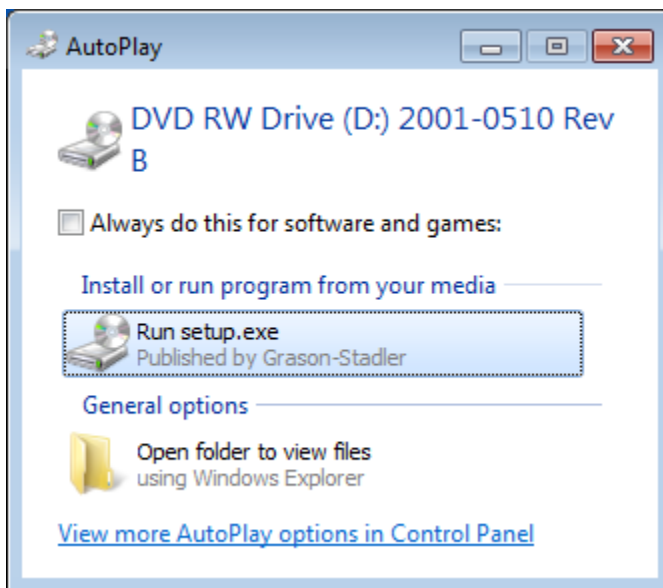 AutoPlay
DVD RW Drive (D:) 2001-0510 Rev
B
Always do this for software and games:
Install or run program from your media
Run setup.exe
Published by Grason-Stadler
General options
Open folder to view files
using Windows Explorer
View more AutoPlay options in Control Panel